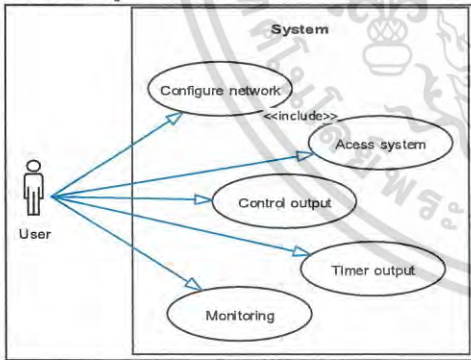 System
Configure network
<<include>>
Acess system
Control output
User
Timer output
Monitoring